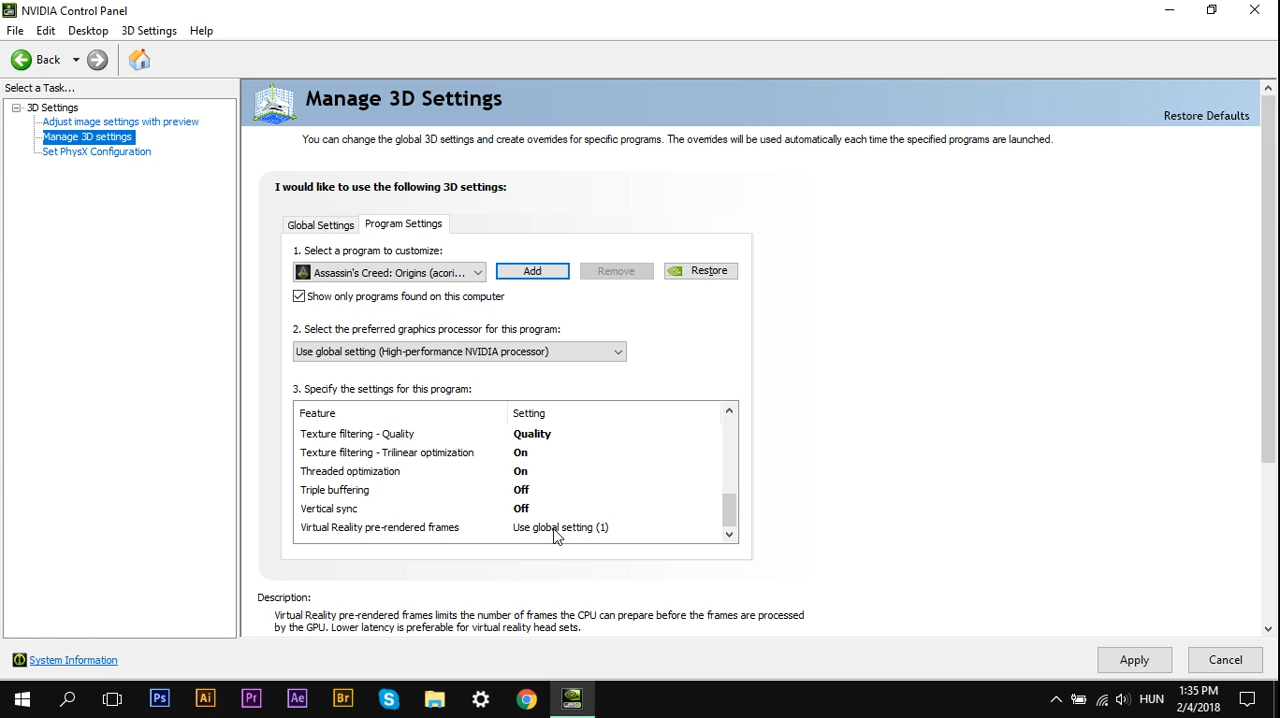 NVIDIA Control Panel
File Edit Desktop 3D Settings Help
Back
Select a Task...
3D Settings
Adjust image settings with preview
Manage 3D settings
Set PhysX Configuration
Manage 3D Settings
Restore Defaults
You can change the global 3D settings and create overrides for specific programs. The overrides will be used automatically each time the specified programs are launched.
I would like to use the following 3D settings:
Global Settings Program Settings
1. Select a program to customize:
Assassin's Creed: Origins (acori... Add Remove Restore
Show only programs found on this computer
2. Select the preferred graphics processor for this program:
Use global setting (High-performance NVIDIA processor)
3. Specify the settings for this program:
Feature Setting
Texture filtering - Quality Quality
Texture filtering - Trilinear optimization On
Threaded optimization On
Triple buffering Off
Vertical sync Off
Virtual Reality pre-rendered frames Use global setting (1)
Description:
Virtual Reality pre-rendered frames limits the number of frames the CPU can prepare before the frames are processed
by the GPU. Lower latency is preferable for virtual reality head sets.
System Information
Apply Cancel
Ps Ai Pr Ae Br
HUN
1:35 PM
2/4/2018